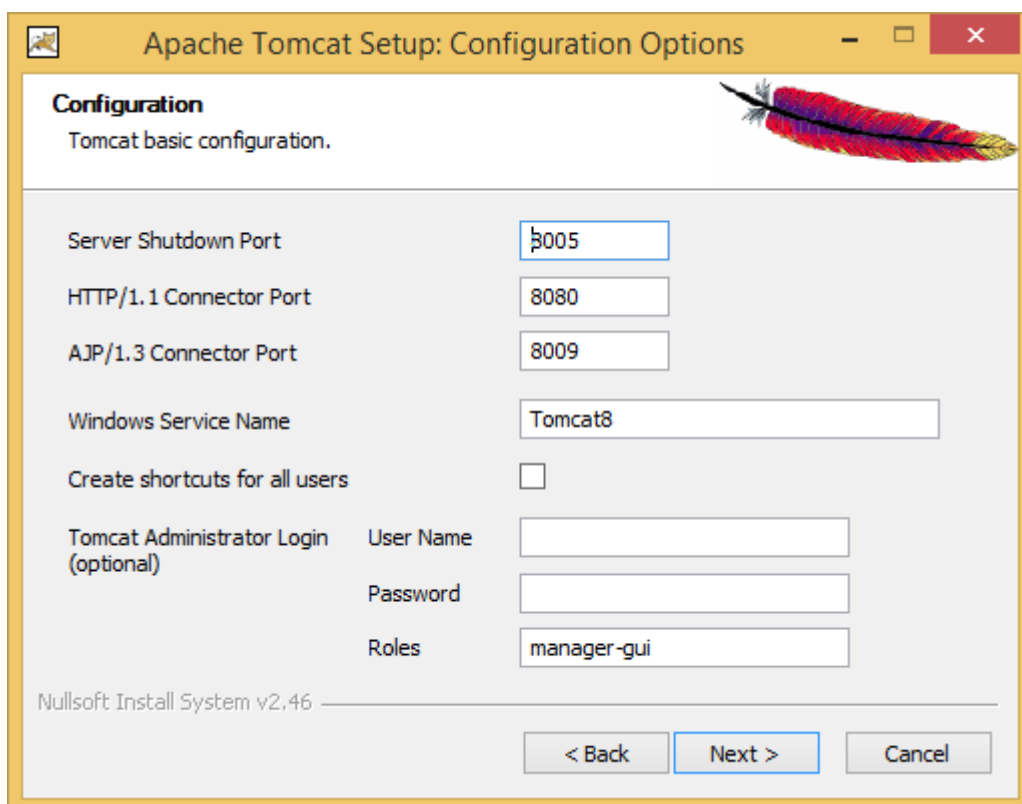 Apache Tomcat Setup: Configuration Options
Configuration
Tomcat basic configuration.
Server Shutdown Port 8005
HTTP/1.1 Connector Port 8080
AJP/1.3 Connector Port 8009
Windows Service Name Tomcat8
Create shortcuts for all users
Tomcat Administrator Login User Name
(optional)
Password
Roles manager-gui
Nullsoft Install System v2.46
< Back Next > Cancel